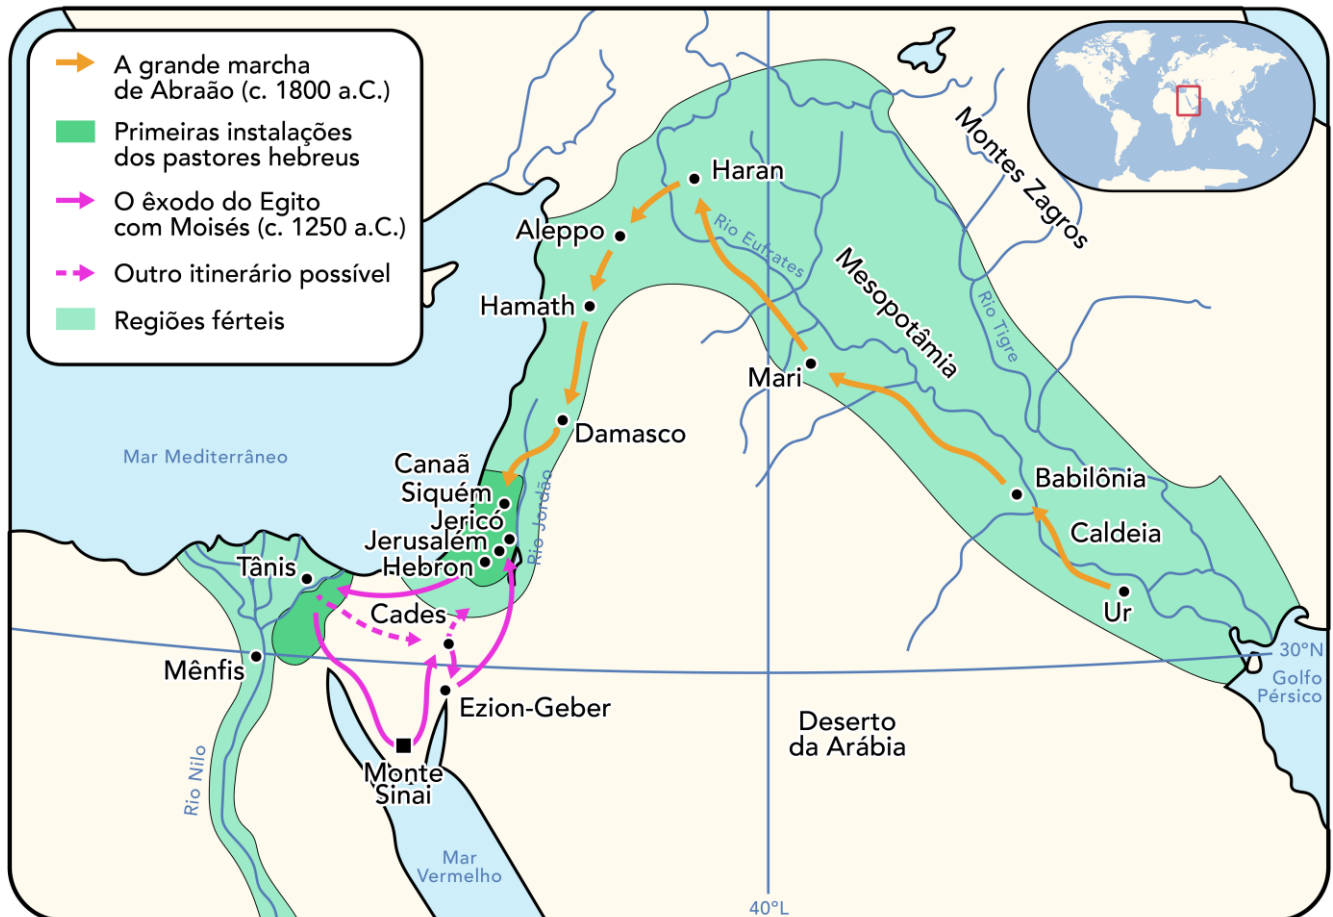 A grande marcha
de Abraão (c. 1800 a.C.)
Primeiras instalações
dos pastores hebreus
O êxodo do Egito
com Moisés (c. 1250 a.C.)
Outro itinerário possível
Regiões férteis
Montes Zagros
Haran
Rio Eufrates
Aleppo
Mesopotâmia
Hamath
Rio Tigre
Mari
Damasco
Mar Mediterrâneo
Canaã
Siquém
Jericó
Jerusalém
Hebron
Rio Jordão
Babilônia
Caldeia
Ur
Tânis
Cades
Mênfis
Ezion-Geber
30°N
Golfo
Pérsico
Deserto
da Arábia
Monte
Sinai
Rio Nilo
Mar
Vermelho
40°L